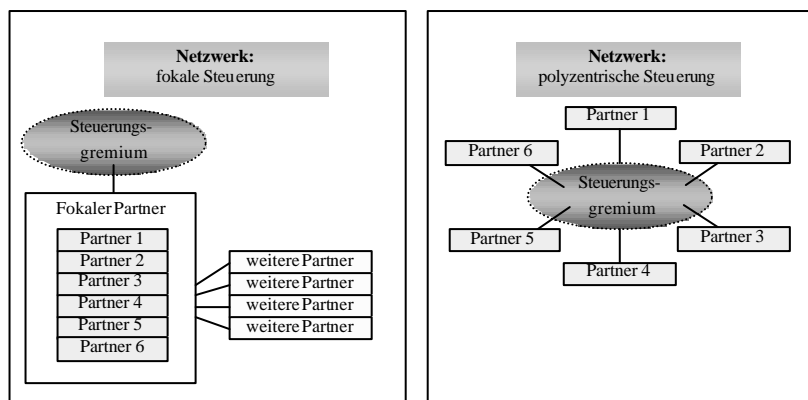 Netzwerk:
fokale Steuerung
Steuerungs-
gremium
Fokaler Partner
Partner 1
Partner 2
Partner 3
Partner 4
Partner 5
Partner 6
weitere Partner
weitere Partner
weitere Partner
weitere Partner
Netzwerk:
polyzentrische Steuerung
Partner 1
Partner 6
Partner 2
Steuerungs-
gremium
Partner 5
Partner 3
Partner 4